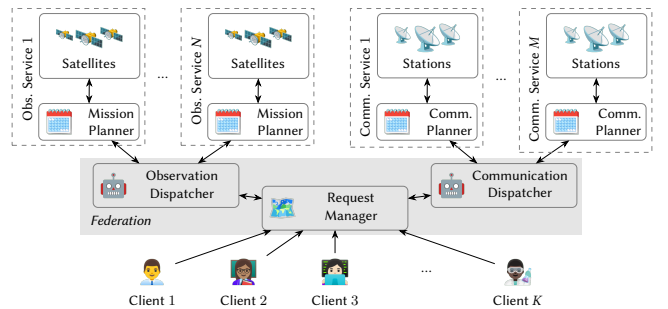 Obs. Service 1
Satellites
Mission
Planner
...
Obs. Service N
Satellites
Mission
Planner
Comm. Service 1
Stations
Comm.
Planner
...
Comm. Service M
Stations
Comm.
Planner
Observation
Dispatcher
Communication
Dispatcher
Request
Manager
Federation
...
Client 1
Client 2
Client 3
Client K